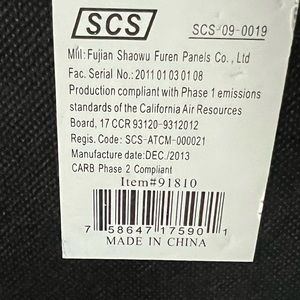 SCS
SCS-09-0019
Mill: Fujian Shaowu Furen Panels Co. , Ltd
Fac. Serial No.: 2011 01 03 01 08
Production compliant with Phase 1 emissions
standards of the California Air Resources
Board, 17 CCR 93120-9312012
Regis. Code: SCS-ATCM-000021
Manufacture date: DEC./2013
CARB Phase 2 Compliant
Item#91810
7 58647 17590 1
MADE IN CHINA